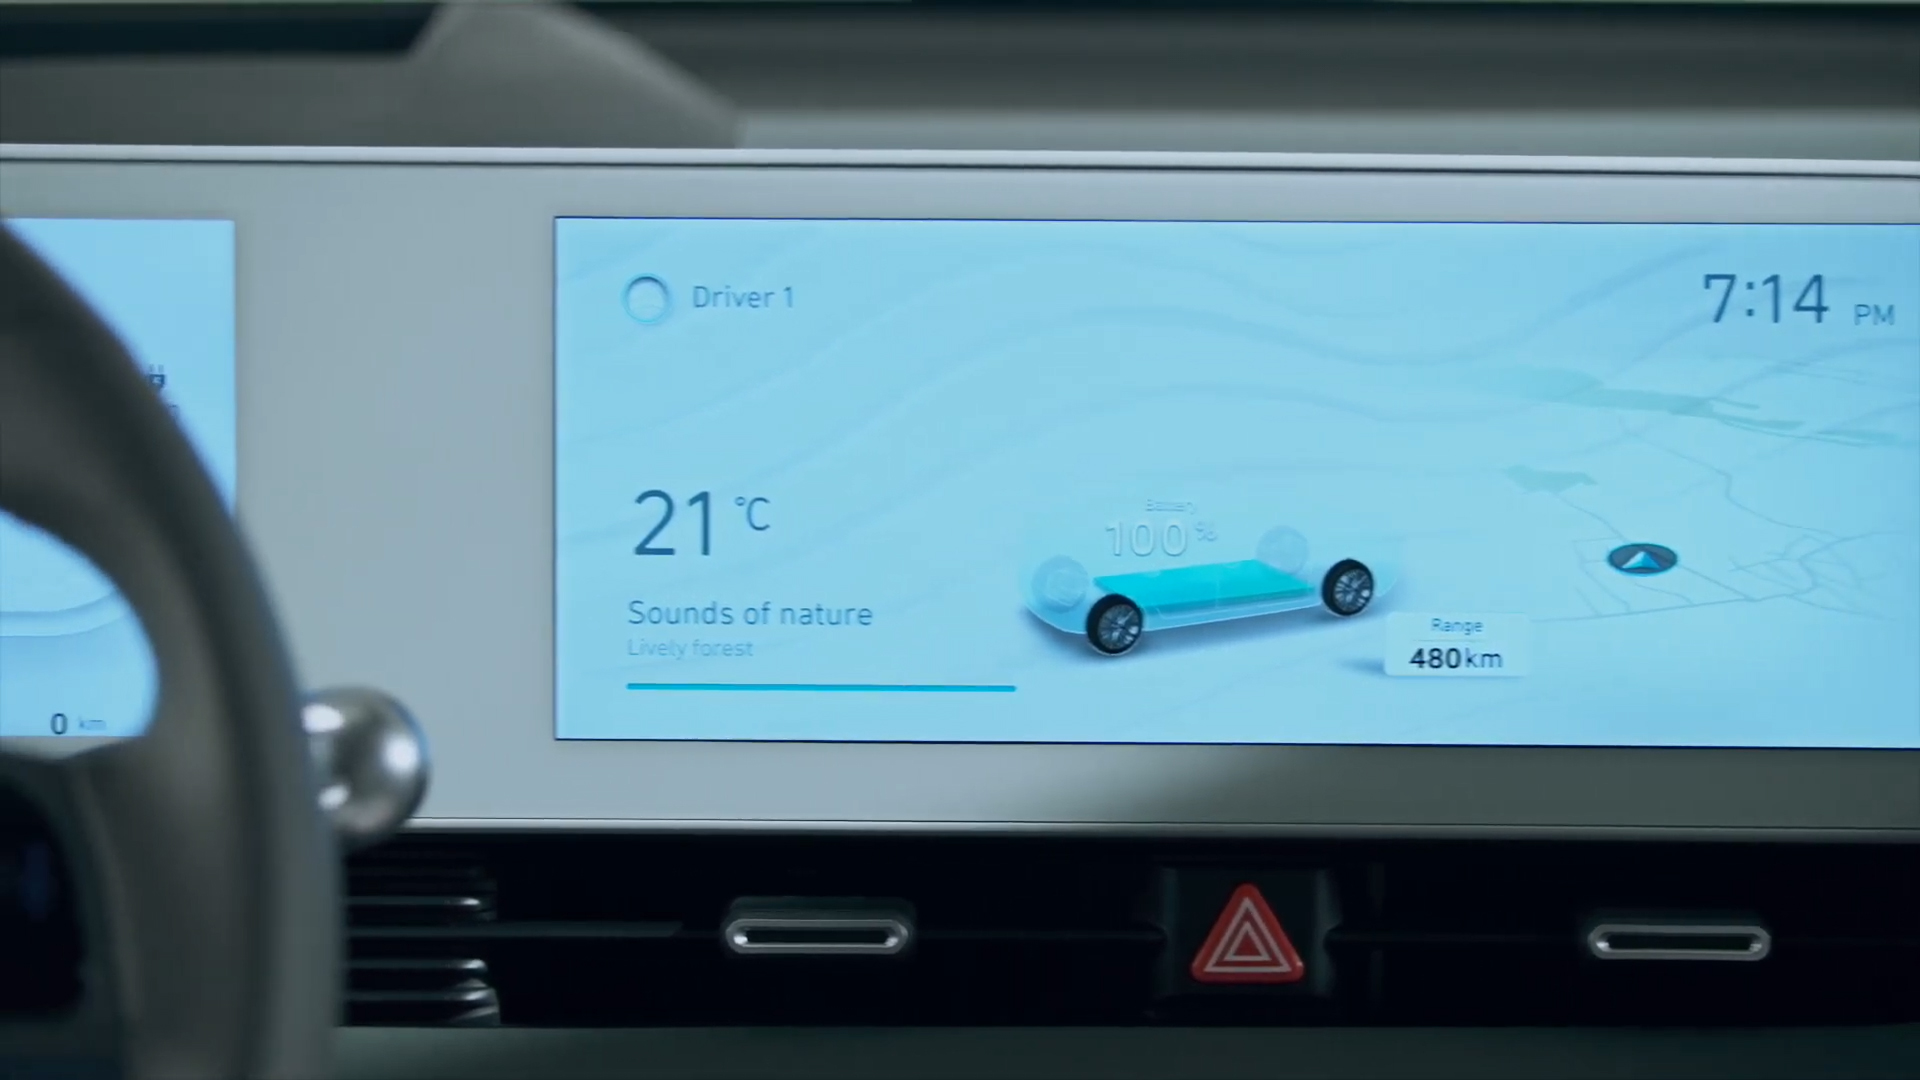 Driver 1
7:14 PM
21 °C
Battery
100 %
Sounds of nature
Lively forest
Range
480km
0 km